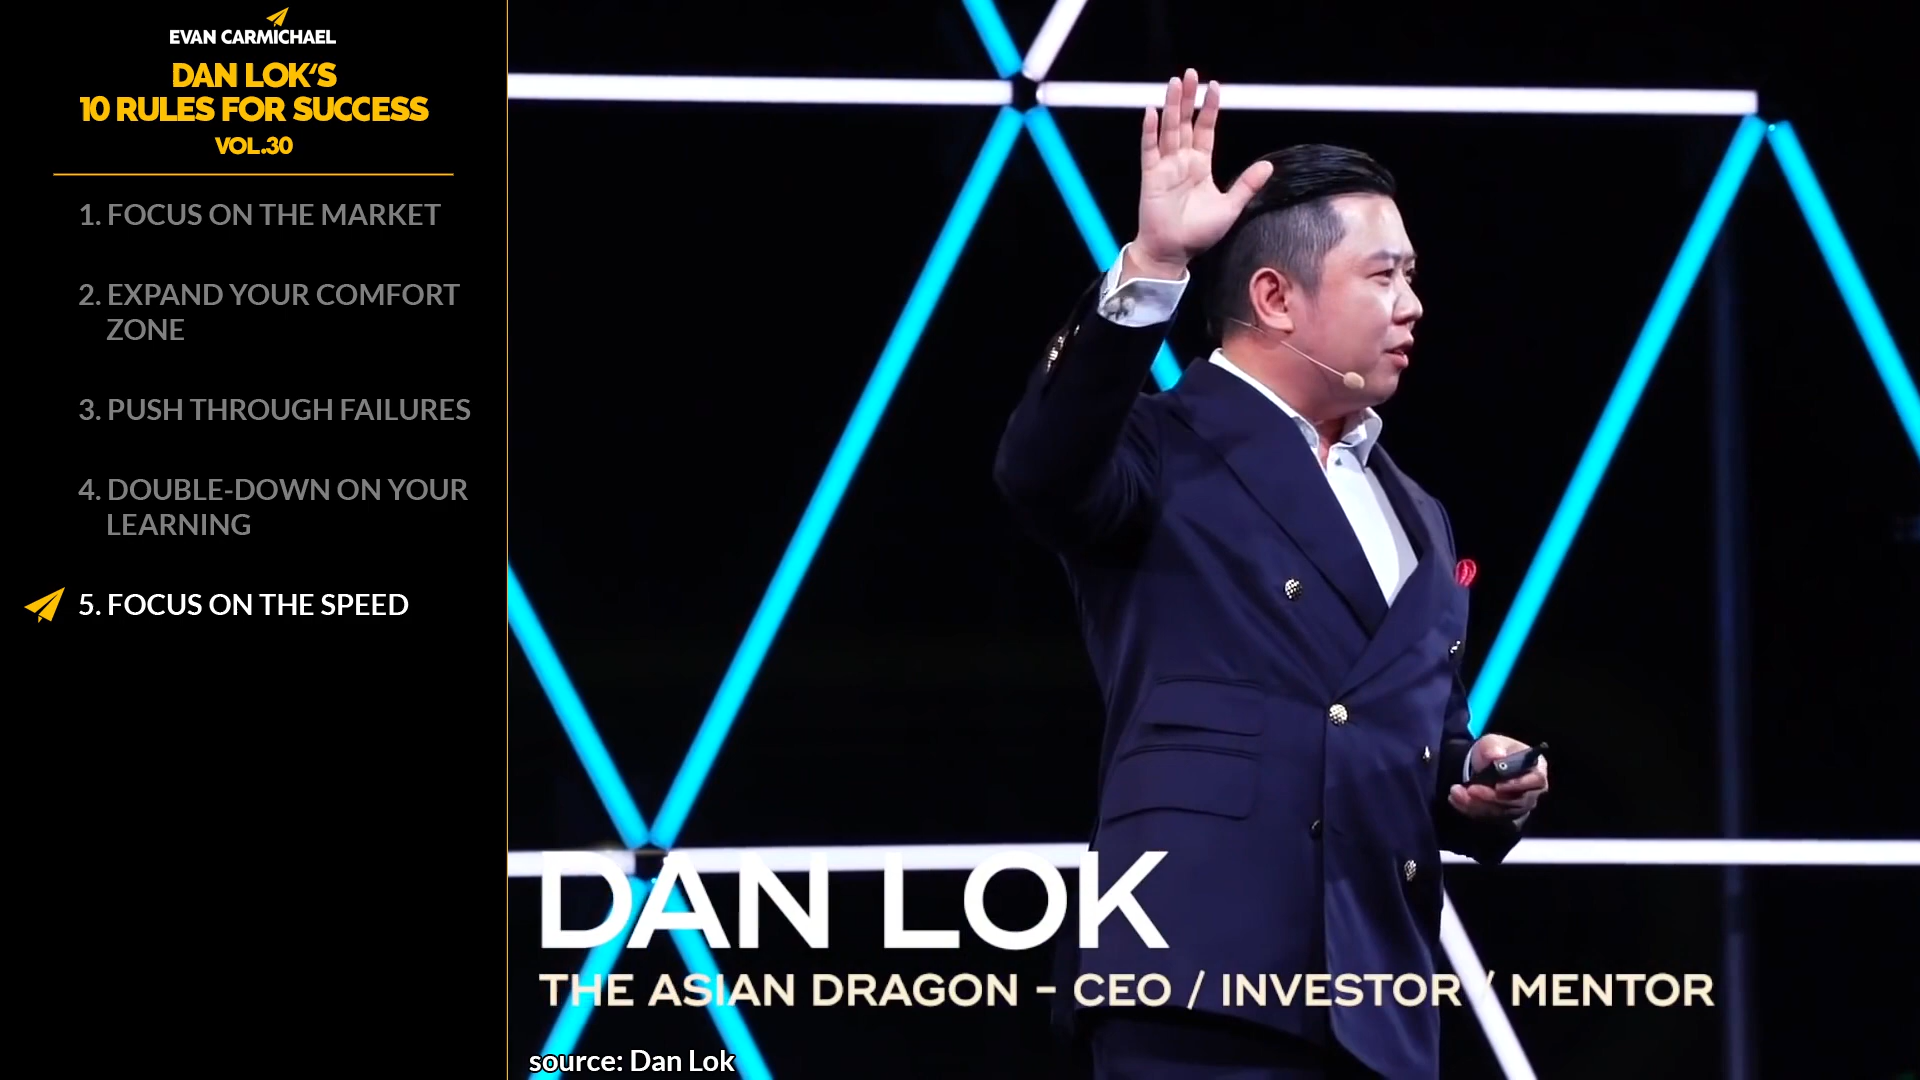 EVAN CARMICHAEL
DAN LOK'S
10 RULES FOR SUCCESS
VOL.30
1. FOCUS ON THE MARKET
2. EXPAND YOUR COMFORT
ZONE
3. PUSH THROUGH FAILURES
4. DOUBLE-DOWN ON YOUR
LEARNING
5. FOCUS ON THE SPEED
DAN LOK
THE ASIAN DRAGON - CEO / INVESTOR / MENTOR
source: Dan Lok